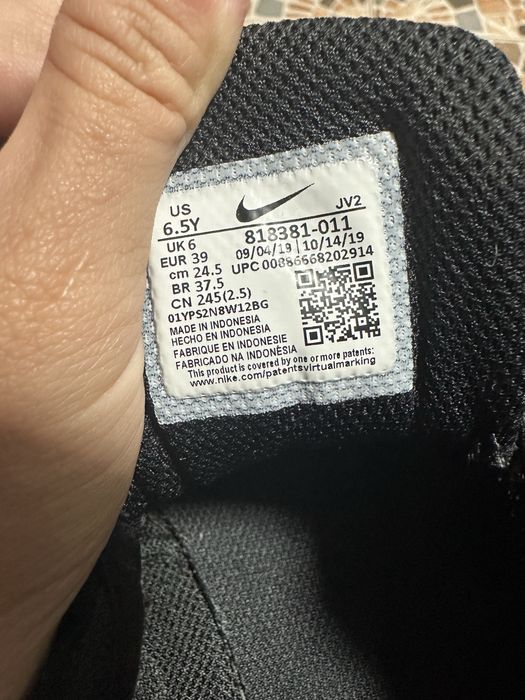 US
6.5Y
JV2
UK 6
818381-011
EUR 39
09/04/19 | 10/14/19
cm 24.5
UPC 00886668202914
BR 37.5
CN 245(2.5)
01YPS2N8W12BG
MADE IN INDONESIA
HECHO EN INDONESIA
FABRIQUE EN INDONESIE
FABRICADO NA INDONÉSIA
This product is covered by one or more patents:
www.nike.com/patentsvirtualmarking